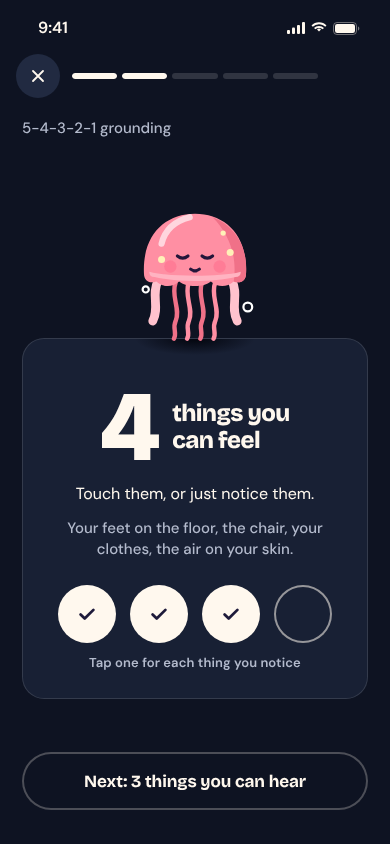 9:41
5-4-3-2-1 grounding
4
things you
can feel
Touch them, or just notice them.
Your feet on the floor, the chair, your
clothes, the air on your skin.
Tap one for each thing you notice
Next: 3 things you can hear